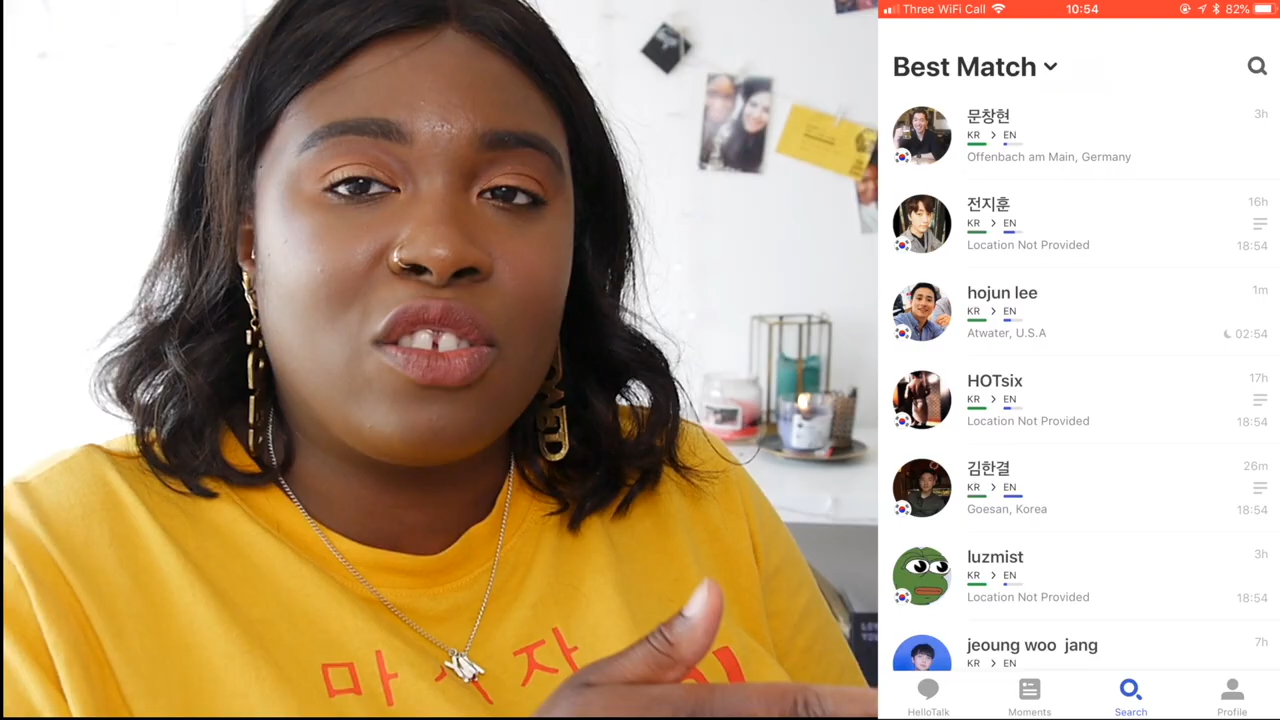 Three WiFi Call 10:54 82%
Best Match
문창현 3h
KR > EN
Offenbach am Main, Germany
전지훈 16h
KR > EN
Location Not Provided 18:54
hojun lee 1m
KR > EN
Atwater, U.S.A 02:54
HOTsix 17h
KR > EN
Location Not Provided 18:54
김한결 26m
KR > EN
Goesan, Korea 18:54
luzmist 3h
KR > EN
Location Not Provided 18:54
jeoung woo jang 7h
KR > EN
HelloTalk Moments Search Profile